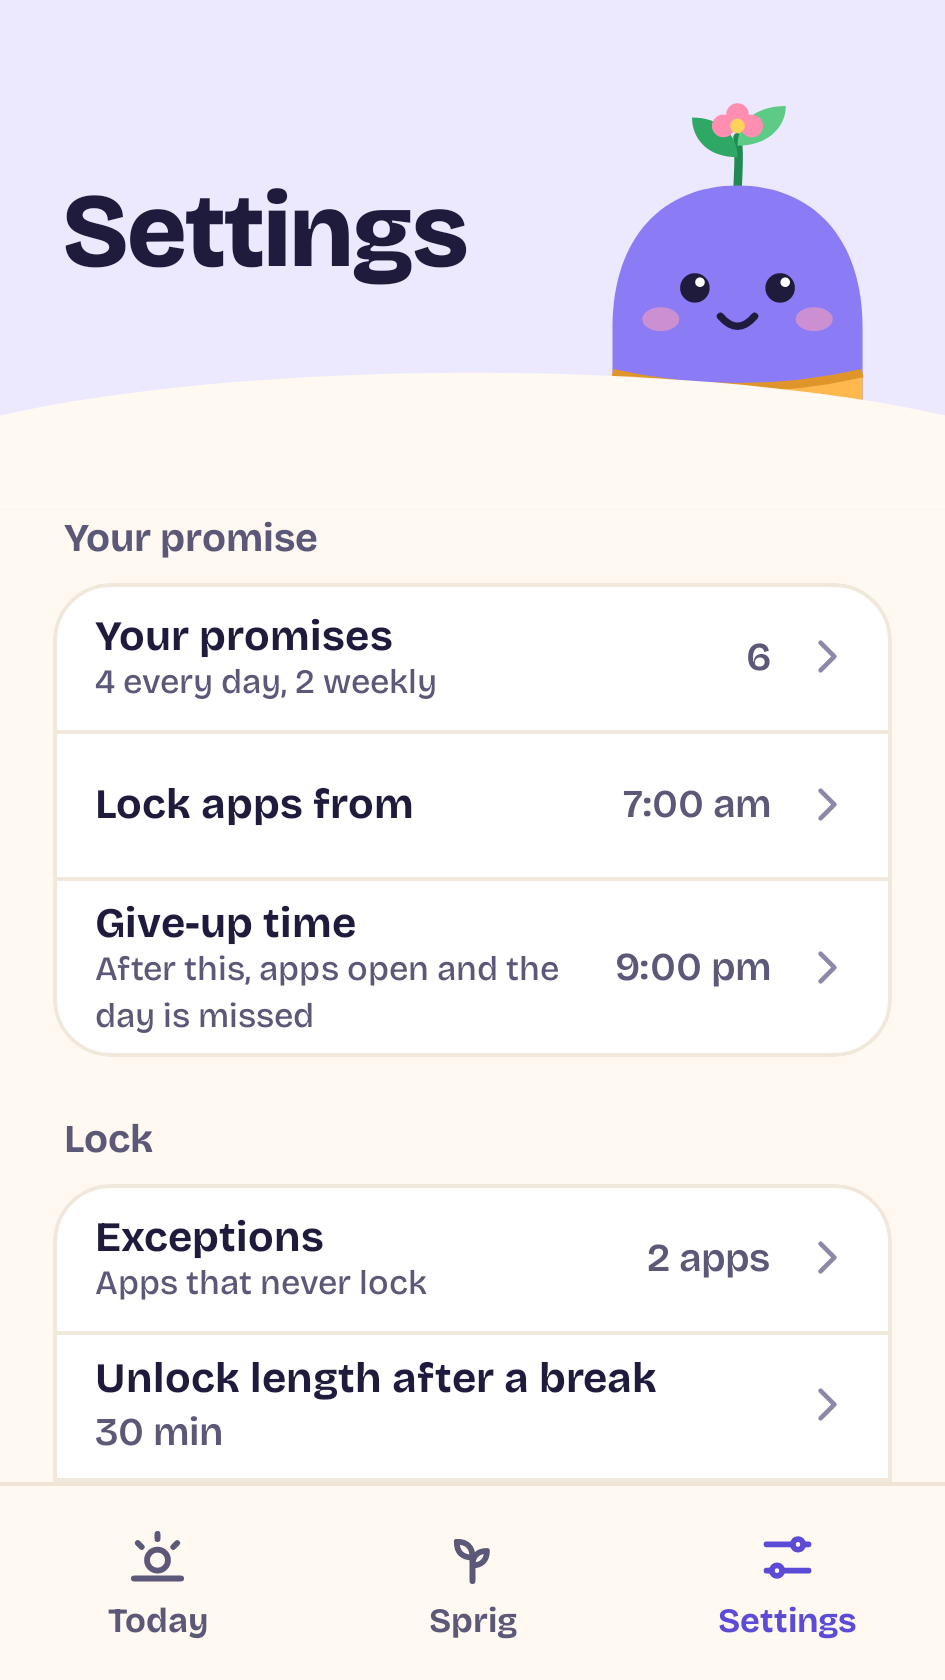 Settings
Your promise
Your promises
4 every day, 2 weekly
6
Lock apps from
7:00 am
Give-up time
After this, apps open and the
day is missed
9:00 pm
Lock
Exceptions
Apps that never lock
2 apps
Unlock length after a break
30 min
Today
Sprig
Settings